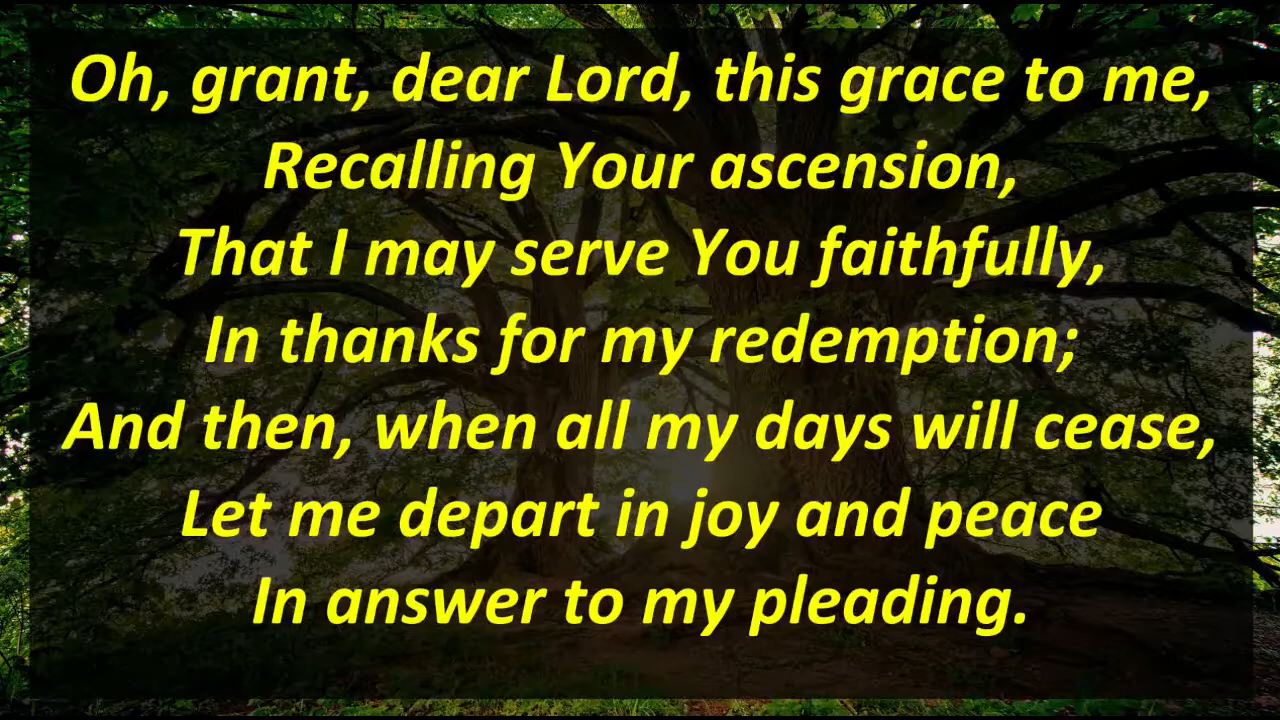 Oh, grant, dear Lord, this grace to me,
Recalling Your ascension,
That I may serve You faithfully,
In thanks for my redemption;
And then, when all my days will cease,
Let me depart in joy and peace
In answer to my pleading.